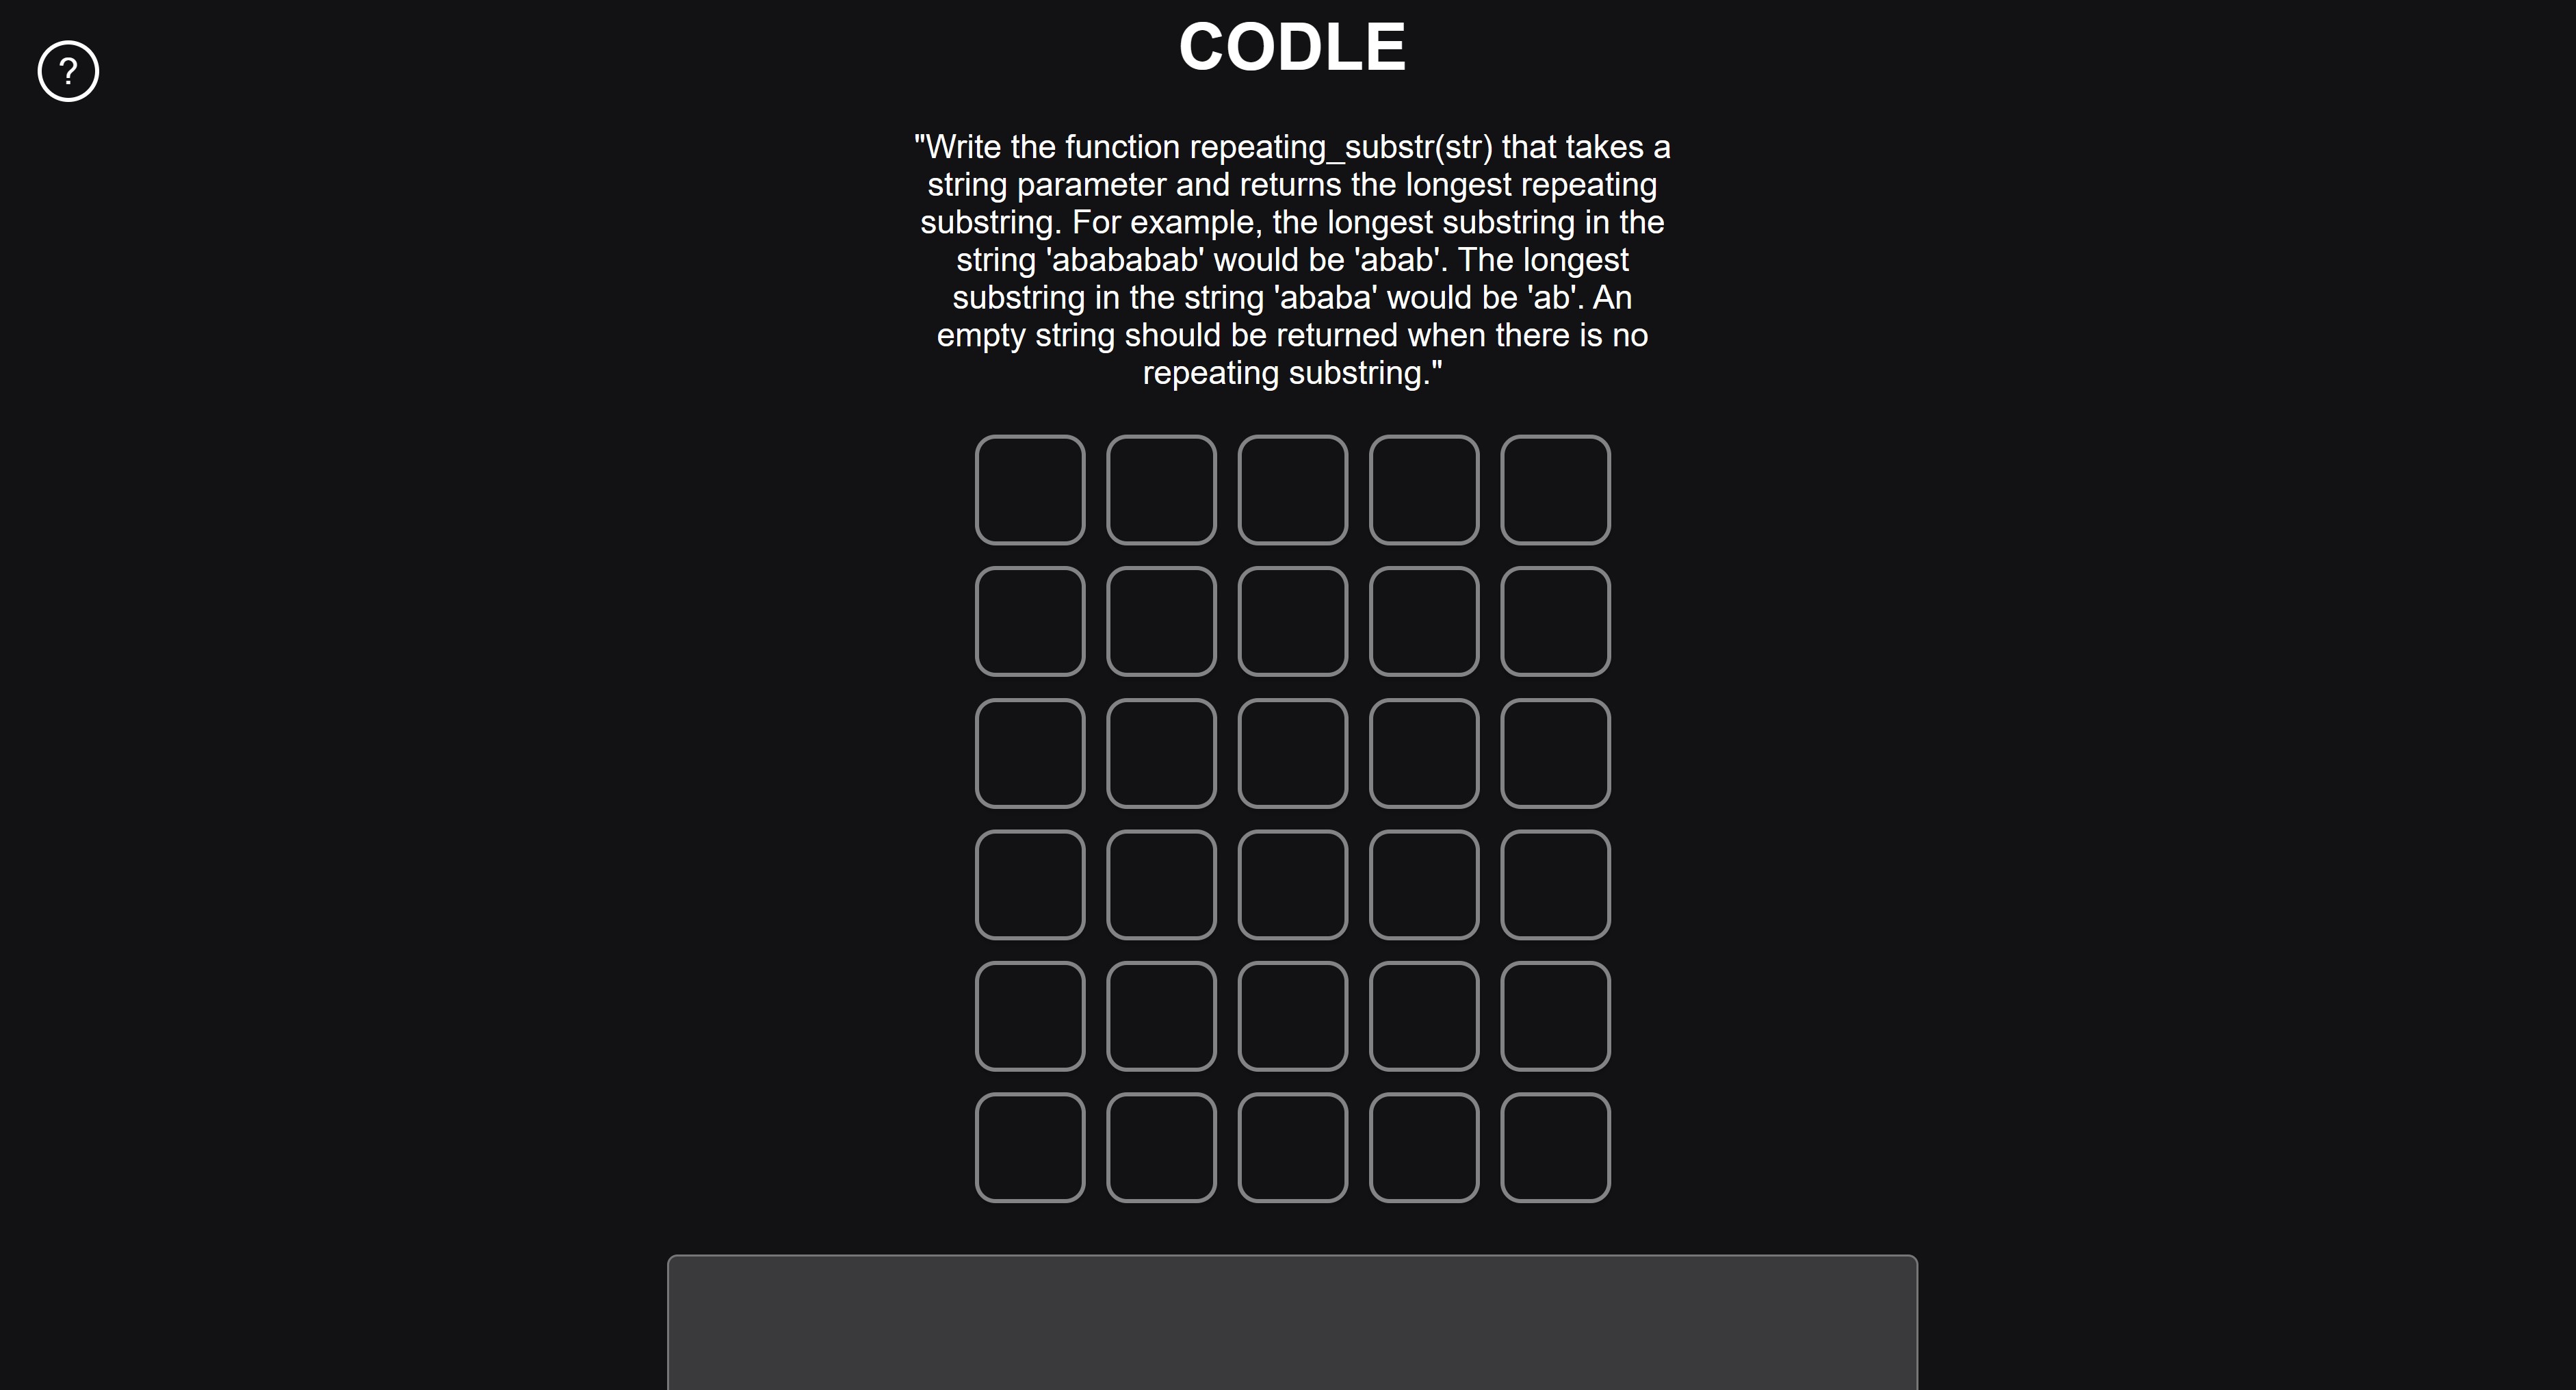 CODLE
?
"Write the function repeating_substr(str) that takes a
string parameter and returns the longest repeating
substring. For example, the longest substring in the
string 'abababab' would be 'abab'. The longest
substring in the string 'ababa' would be 'ab'. An
empty string should be returned when there is no
repeating substring."